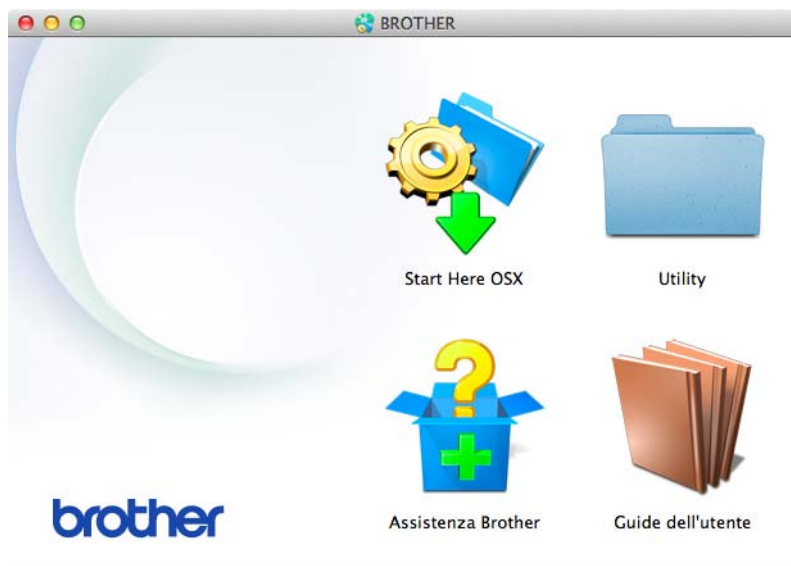 BROTHER
Start Here OSX
Utility
Assistenza Brother
Guide dell'utente
brother